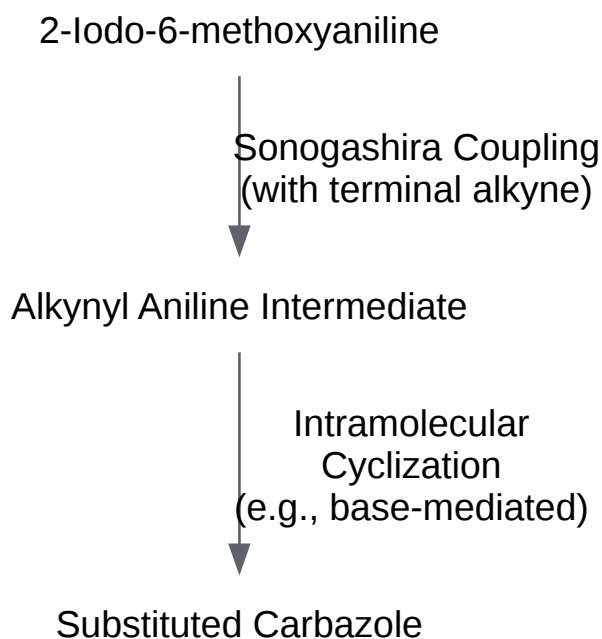 2-Iodo-6-methoxyaniline
Sonogashira Coupling
(with terminal alkyne)
Alkynyl Aniline Intermediate
Intramolecular
Cyclization
(e.g., base-mediated)
Substituted Carbazole